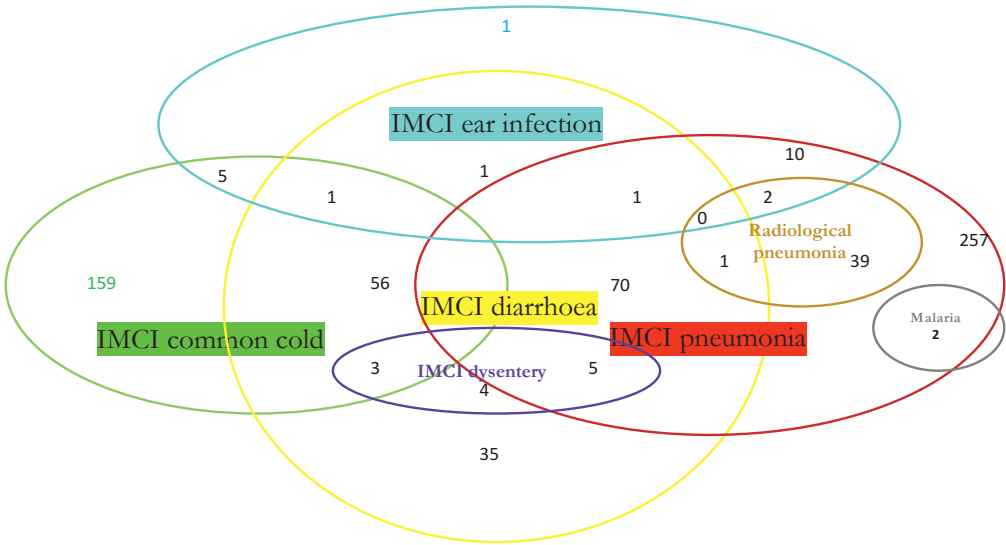 1
IMCI ear infection
10
1
5
1
1
2
0
Radiological
pneumonia
257
1
39
159
56
70
IMCI diarrhoea
Malaria
2
IMCI common cold
IMCI pneumonia
3
IMCI dysentery
5
4
35